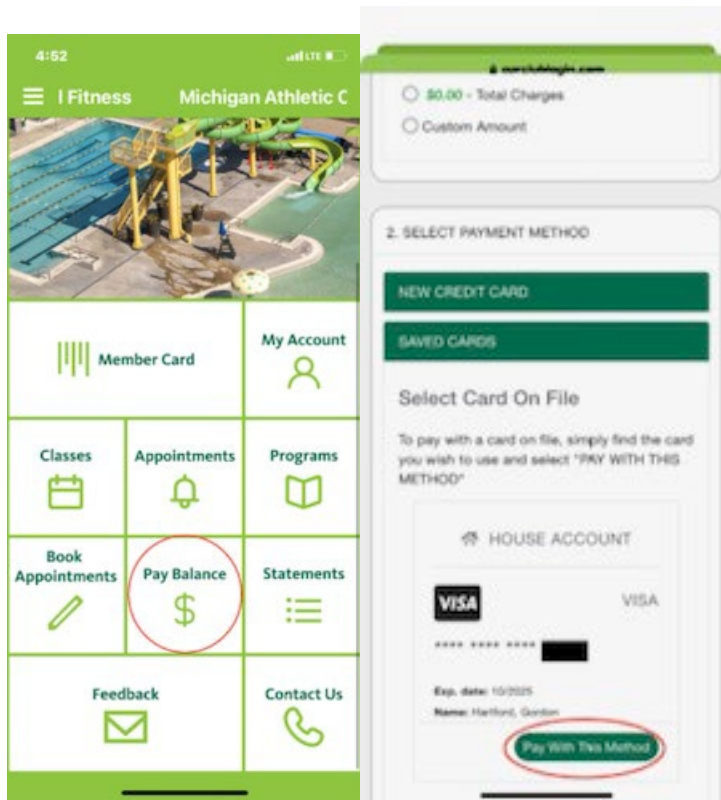 4:52
LTE
l Fitness Michigan Athletic C
Member Card
My Account
Classes
Appointments
Programs
Book
Appointments
Pay Balance
$
Statements
Feedback
Contact Us
ourclublogin.com
$0.00 - Total Charges
Custom Amount
2. SELECT PAYMENT METHOD
NEW CREDIT CARD
SAVED CARDS
Select Card On File
To pay with a card on file, simply find the card
you wish to use and select "PAY WITH THIS
METHOD"
HOUSE ACCOUNT
VISA VISA
**** **** ****
Exp. date: 10/2025
Name: Hartford, Gordon
Pay With This Method